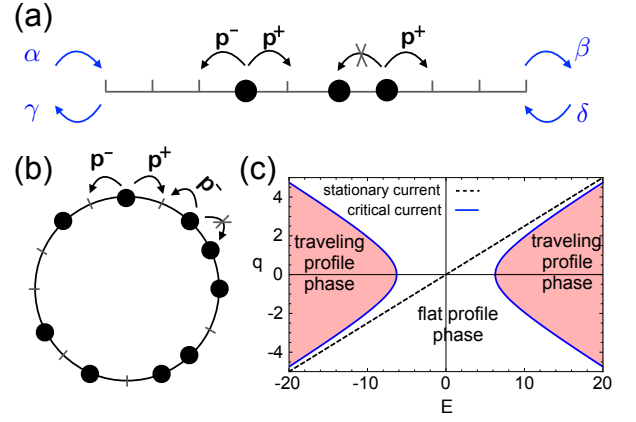 (a)
α
γ
p⁻ p⁺
p⁺
β
δ
(b)
p⁻ p⁺
p⁻
(c)
stationary current
critical current
traveling
profile
phase
traveling
profile
phase
flat profile
phase
q
4
2
0
-2
-4
-20 -10 0 10 20
E